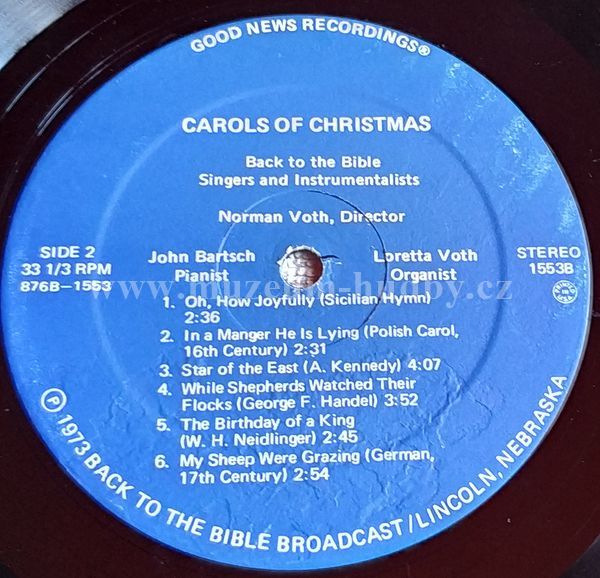 GOOD NEWS RECORDINGS®
CAROLS OF CHRISTMAS
Back to the Bible
Singers and Instrumentalists
Norman Voth, Director
SIDE 2
33 1/3 RPM
876B-1553
John Bartsch
Pianist
Loretta Voth
Organist
STEREO
1553B
www.muzeum-hudby.cz
1. Oh, How Joyfully (Sicilian Hymn)
2:36
2. In a Manger He Is Lying (Polish Carol,
16th Century) 2:31
3. Star of the East (A. Kennedy) 4:07
4. While Shepherds Watched Their
Flocks (George F. Handel) 3:52
5. The Birthday of a King
(W. H. Neidlinger) 2:45
6. My Sheep Were Grazing (German,
17th Century) 2:54
℗ 1973 BACK TO THE BIBLE BROADCAST/LINCOLN, NEBRASKA